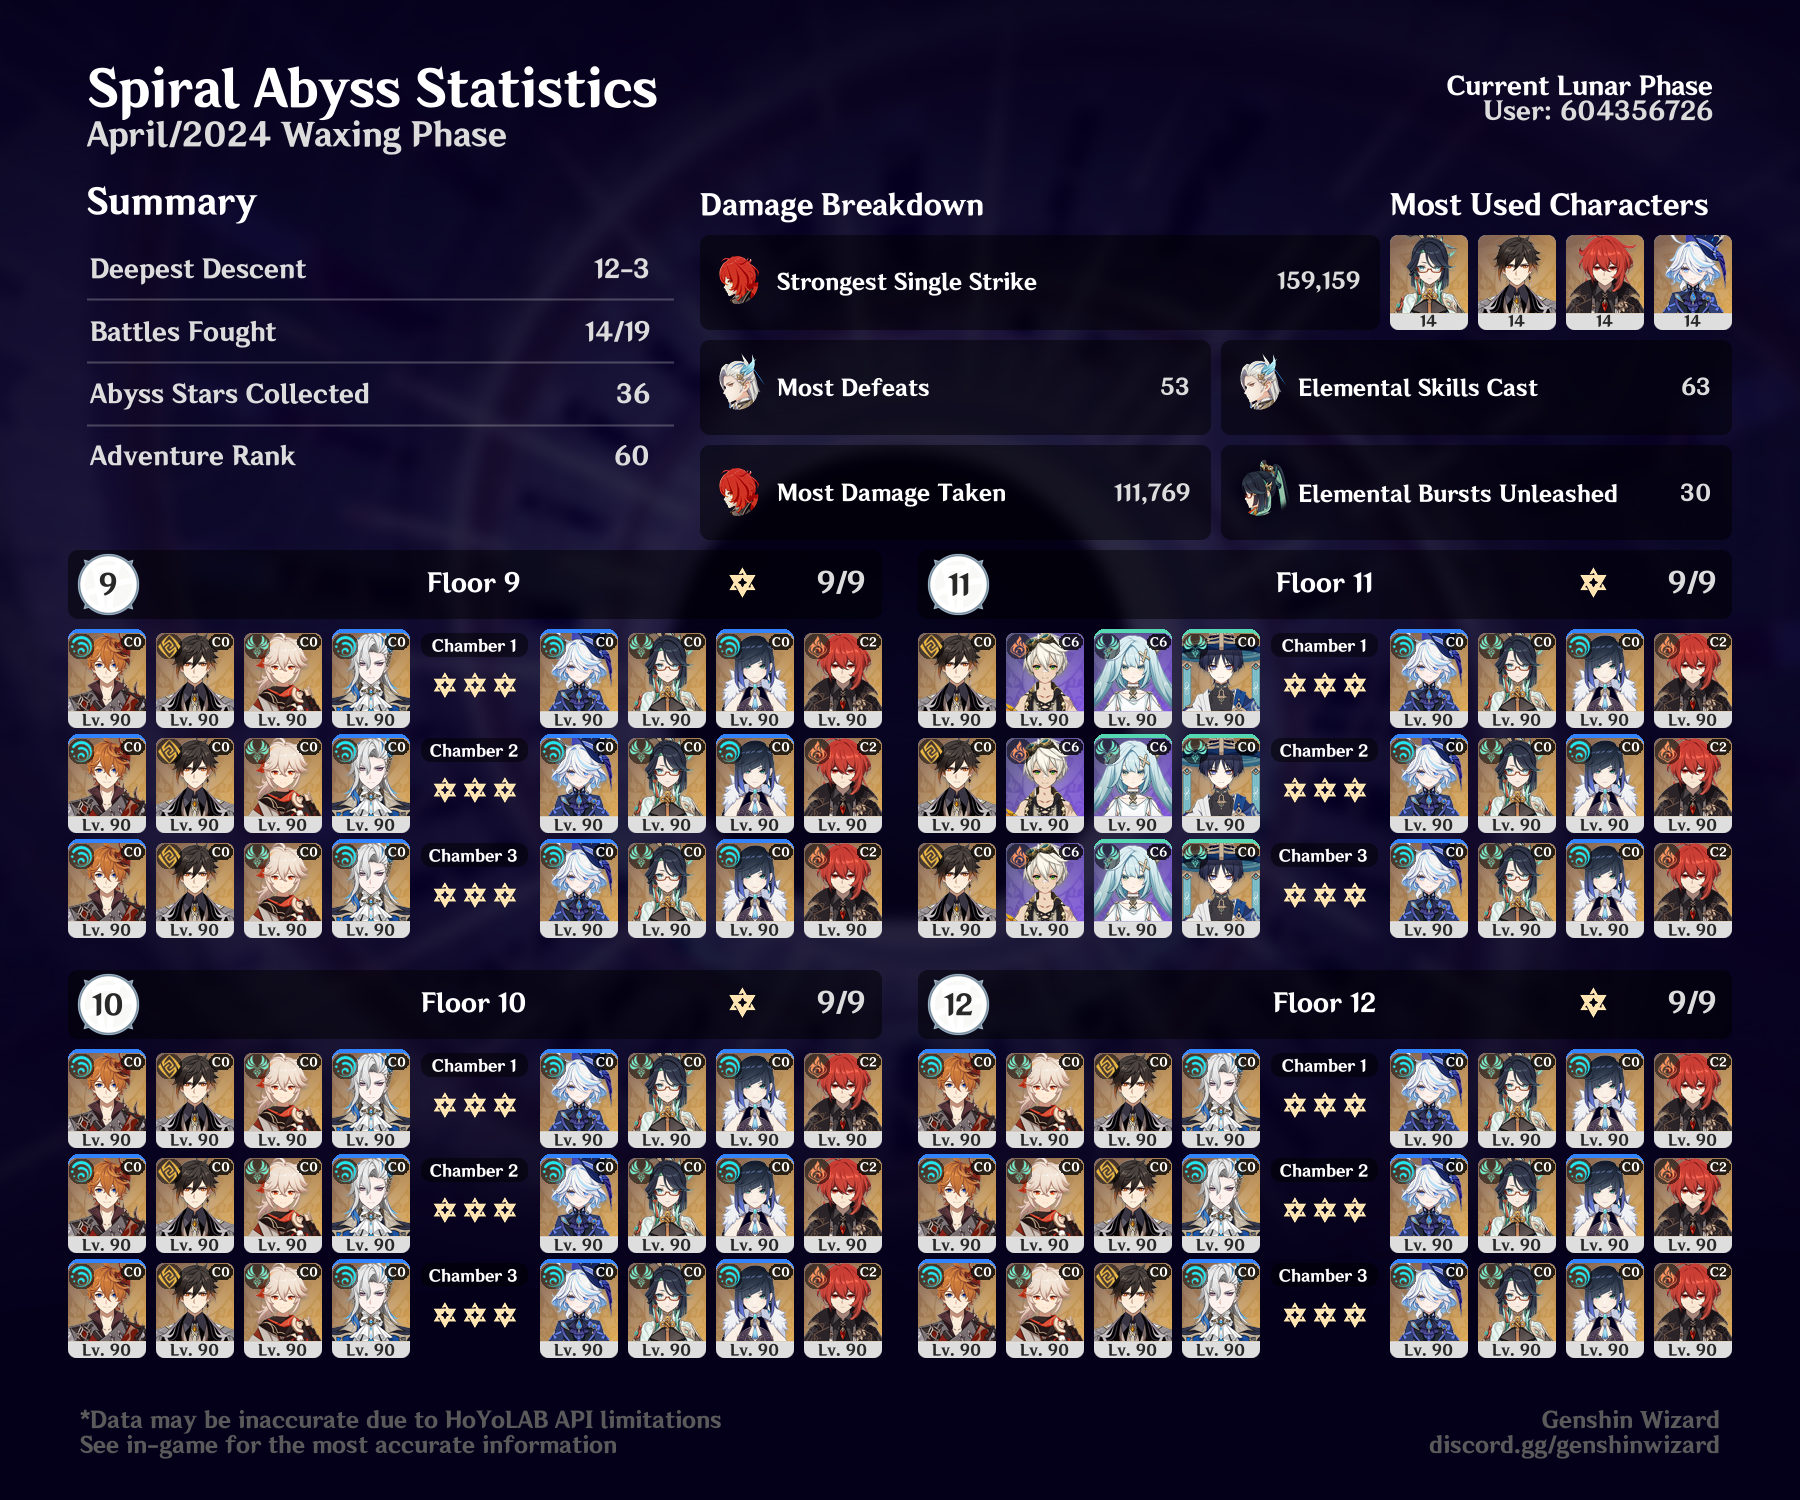 Spiral Abyss Statistics
April/2024 Waxing Phase
Current Lunar Phase
User: 604356726
Summary
Deepest Descent 12-3
Battles Fought 14/19
Abyss Stars Collected 36
Adventure Rank 60
Damage Breakdown
Strongest Single Strike 159,159
Most Defeats 53
Elemental Skills Cast 63
Most Damage Taken 111,769
Elemental Bursts Unleashed 30
Most Used Characters
14 14 14 14
9 Floor 9 9/9
C0 C0 C0 C0 Chamber 1 C0 C0 C0 C2
Lv. 90 Lv. 90 Lv. 90 Lv. 90 Lv. 90 Lv. 90 Lv. 90 Lv. 90
C0 C0 C0 C0 Chamber 2 C0 C0 C0 C2
Lv. 90 Lv. 90 Lv. 90 Lv. 90 Lv. 90 Lv. 90 Lv. 90 Lv. 90
C0 C0 C0 C0 Chamber 3 C0 C0 C0 C2
Lv. 90 Lv. 90 Lv. 90 Lv. 90 Lv. 90 Lv. 90 Lv. 90 Lv. 90
11 Floor 11 9/9
C0 C6 C6 C0 Chamber 1 C0 C0 C0 C2
Lv. 90 Lv. 90 Lv. 90 Lv. 90 Lv. 90 Lv. 90 Lv. 90 Lv. 90
C0 C6 C6 C0 Chamber 2 C0 C0 C0 C2
Lv. 90 Lv. 90 Lv. 90 Lv. 90 Lv. 90 Lv. 90 Lv. 90 Lv. 90
C0 C6 C6 C0 Chamber 3 C0 C0 C0 C2
Lv. 90 Lv. 90 Lv. 90 Lv. 90 Lv. 90 Lv. 90 Lv. 90 Lv. 90
10 Floor 10 9/9
C0 C0 C0 C0 Chamber 1 C0 C0 C0 C2
Lv. 90 Lv. 90 Lv. 90 Lv. 90 Lv. 90 Lv. 90 Lv. 90 Lv. 90
C0 C0 C0 C0 Chamber 2 C0 C0 C0 C2
Lv. 90 Lv. 90 Lv. 90 Lv. 90 Lv. 90 Lv. 90 Lv. 90 Lv. 90
C0 C0 C0 C0 Chamber 3 C0 C0 C0 C2
Lv. 90 Lv. 90 Lv. 90 Lv. 90 Lv. 90 Lv. 90 Lv. 90 Lv. 90
12 Floor 12 9/9
C0 C0 C0 C0 Chamber 1 C0 C0 C0 C2
Lv. 90 Lv. 90 Lv. 90 Lv. 90 Lv. 90 Lv. 90 Lv. 90 Lv. 90
C0 C0 C0 C0 Chamber 2 C0 C0 C0 C2
Lv. 90 Lv. 90 Lv. 90 Lv. 90 Lv. 90 Lv. 90 Lv. 90 Lv. 90
C0 C0 C0 C0 Chamber 3 C0 C0 C0 C2
Lv. 90 Lv. 90 Lv. 90 Lv. 90 Lv. 90 Lv. 90 Lv. 90 Lv. 90
*Data may be inaccurate due to HoYoLAB API limitations
See in-game for the most accurate information
Genshin Wizard
discord.gg/genshinwizard